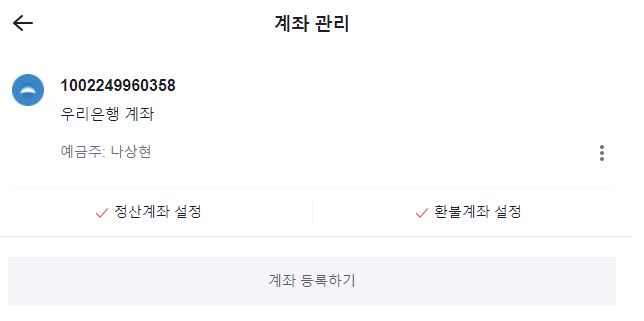 계좌 관리
1002249960358
우리은행 계좌
예금주: 나상현
정산계좌 설정
환불계좌 설정
계좌 등록하기